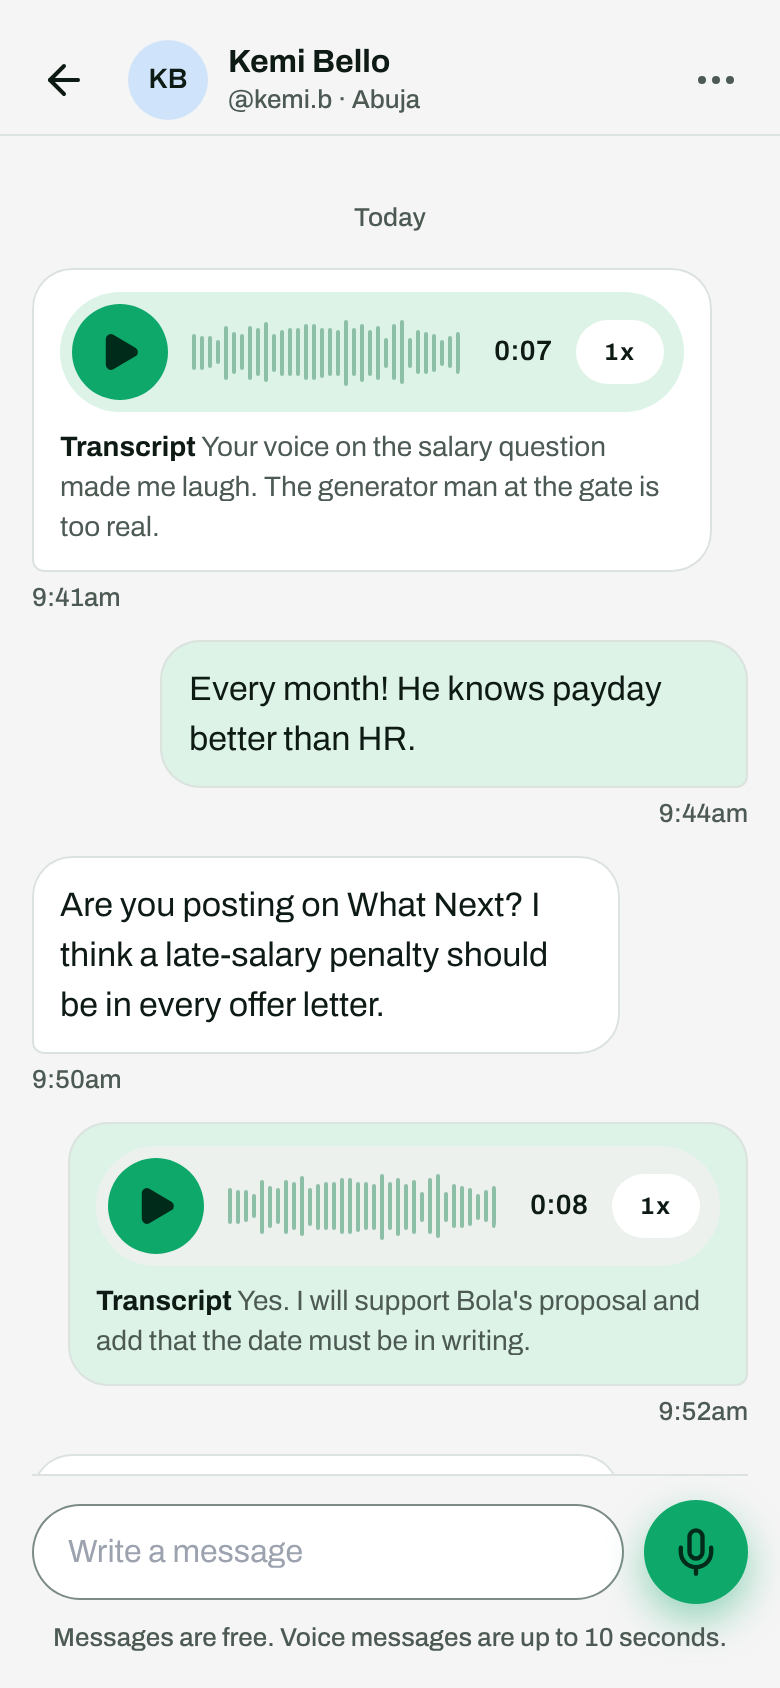 KB
Kemi Bello
@kemi.b · Abuja
Today
0:07
1x
Transcript Your voice on the salary question
made me laugh. The generator man at the gate is
too real.
9:41am
Every month! He knows payday
better than HR.
9:44am
Are you posting on What Next? I
think a late-salary penalty should
be in every offer letter.
9:50am
0:08
1x
Transcript Yes. I will support Bola's proposal and
add that the date must be in writing.
9:52am
Write a message
Messages are free. Voice messages are up to 10 seconds.